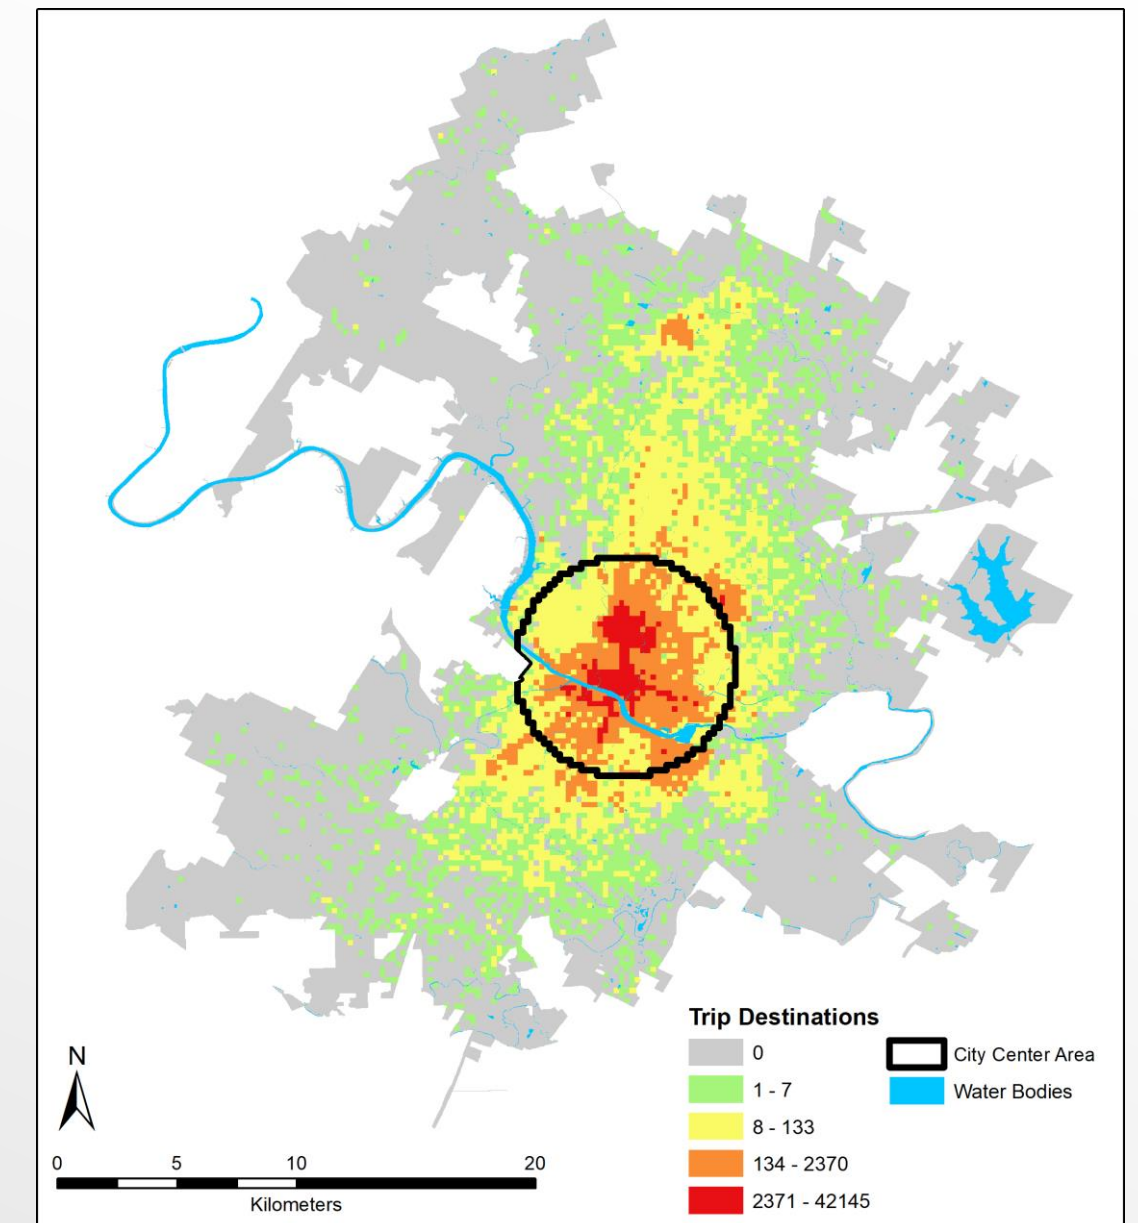 Trip Destinations
0
1 - 7
8 - 133
134 - 2370
2371 - 42145
City Center Area
Water Bodies
N
0 5 10 20
Kilometers